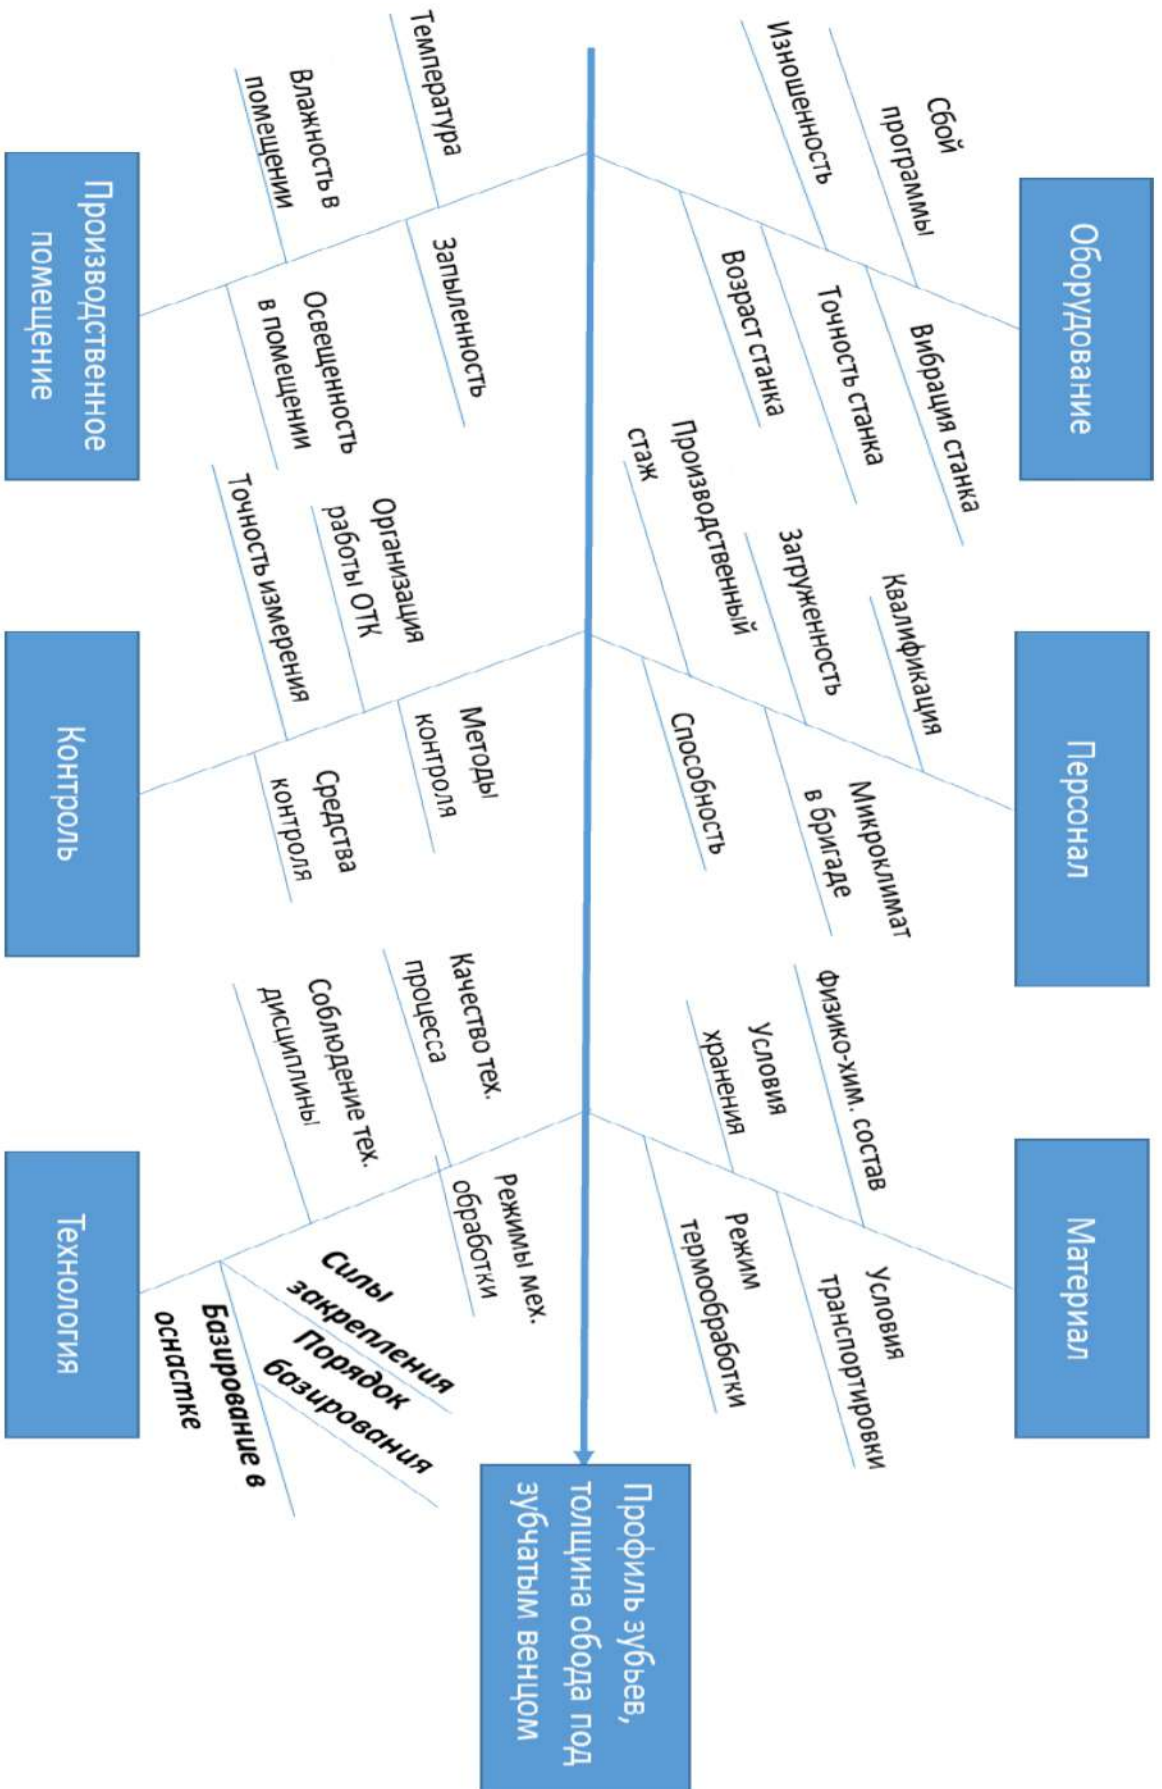 Оборудование
Сбой
программы
Изношенность
Вибрация станка
Точность станка
Возраст станка
Персонал
Квалификация
Загруженность
Производственный
стаж
Микроклимат
в бригаде
Способность
Материал
Физико-хим. состав
Условия
хранения
Условия
транспортировки
Режим
термообработки
Профиль зубьев,
толщина обода под
зубчатым венцом
Температура
Влажность в
помещении
Запыленность
Освещенность
в помещении
Производственное
помещение
Организация
работы ОТК
Точность измерения
Методы
контроля
Средства
контроля
Контроль
Качество тех.
процесса
Соблюдение тех.
дисциплины
Режимы мех.
обработки
Силы
закрепления
Порядок
базирования
Базирование в
оснастке
Технология